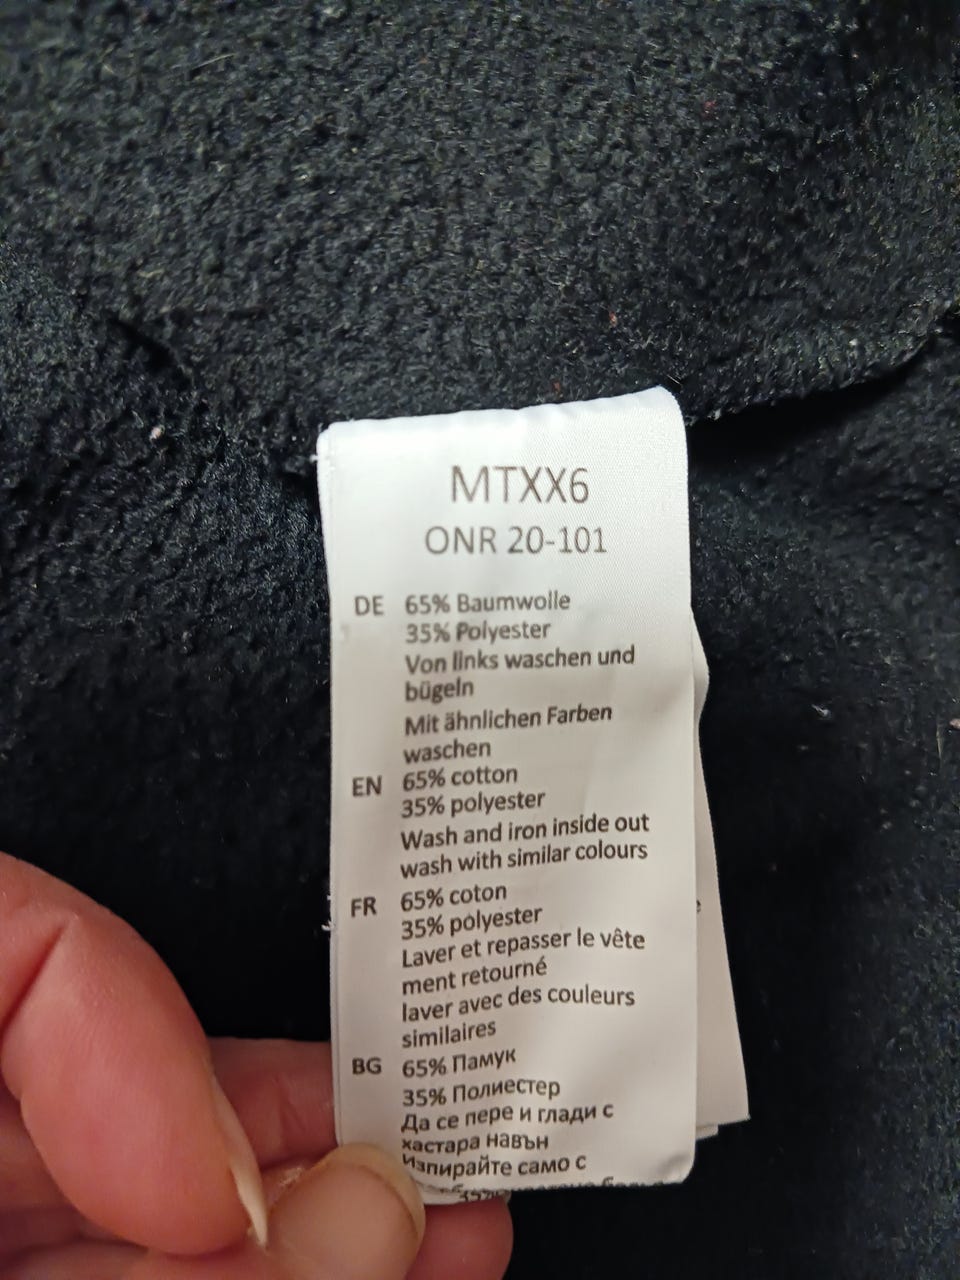 MTXX6
ONR 20-101
DE 65% Baumwolle
35% Polyester
Von links waschen und
bügeln
Mit ähnlichen Farben
waschen
EN 65% cotton
35% polyester
Wash and iron inside out
wash with similar colours
FR 65% coton
35% polyester
Laver et repasser le vête
ment retourné
laver avec des couleurs
similaires
BG 65% Памук
35% Полиестер
Да се пере и глади с
хастара навън
Изпирайте само с
35%